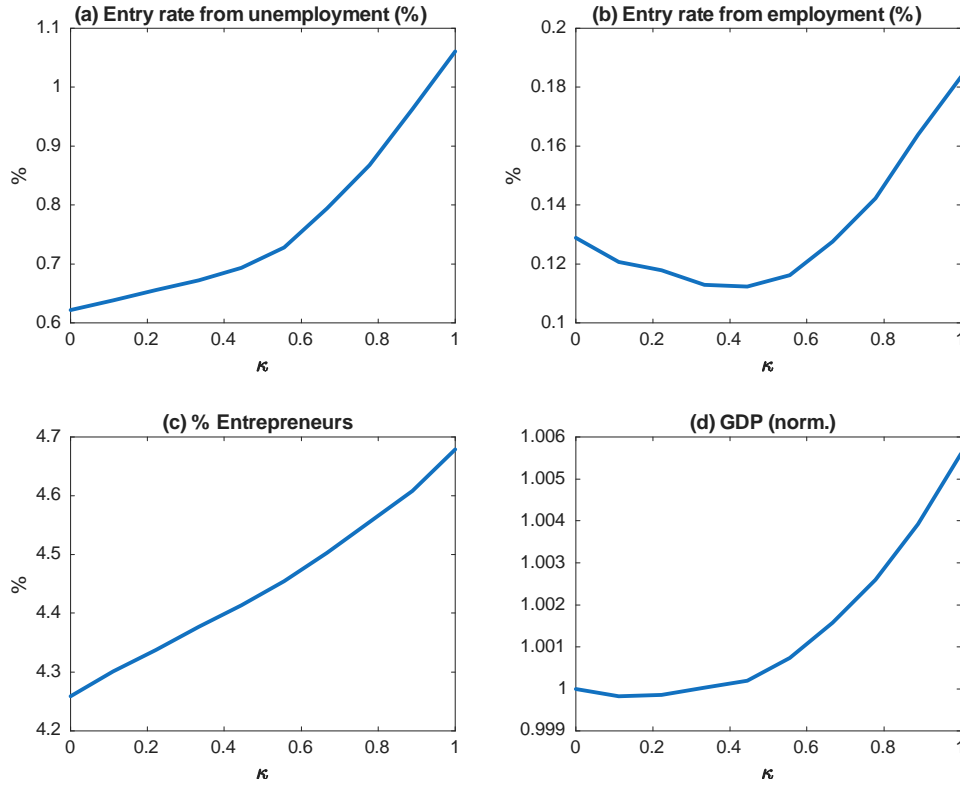 (a) Entry rate from unemployment (%)
1.1
1
0.9
0.8
0.7
0.6
%
0 0.2 0.4 0.6 0.8 1
κ
(b) Entry rate from employment (%)
0.2
0.18
0.16
0.14
0.12
0.1
%
0 0.2 0.4 0.6 0.8 1
κ
(c) % Entrepreneurs
4.7
4.6
4.5
4.4
4.3
4.2
%
0 0.2 0.4 0.6 0.8 1
κ
(d) GDP (norm.)
1.006
1.005
1.004
1.003
1.002
1.001
1
0.999
0 0.2 0.4 0.6 0.8 1
κ